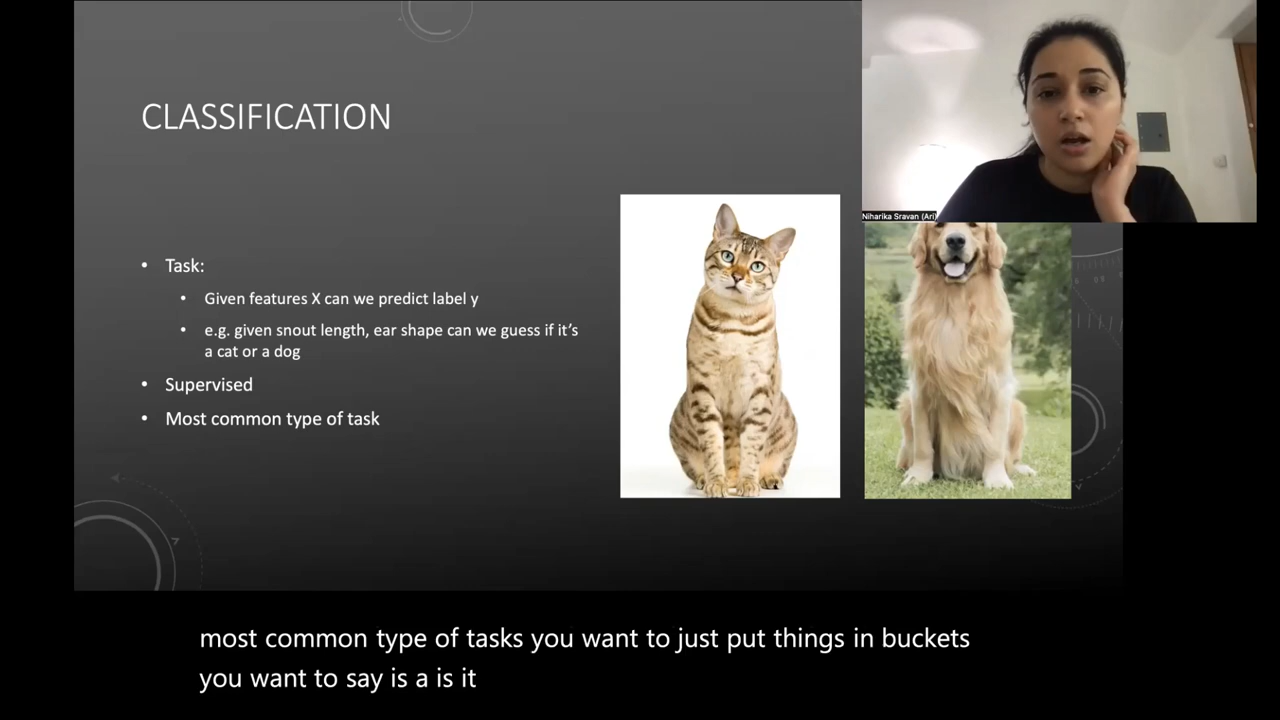 CLASSIFICATION
Niharika Sravan (Ari)
• Task:
• Given features X can we predict label y
• e.g. given snout length, ear shape can we guess if it's
a cat or a dog
• Supervised
• Most common type of task
most common type of tasks you want to just put things in buckets
you want to say is a is it